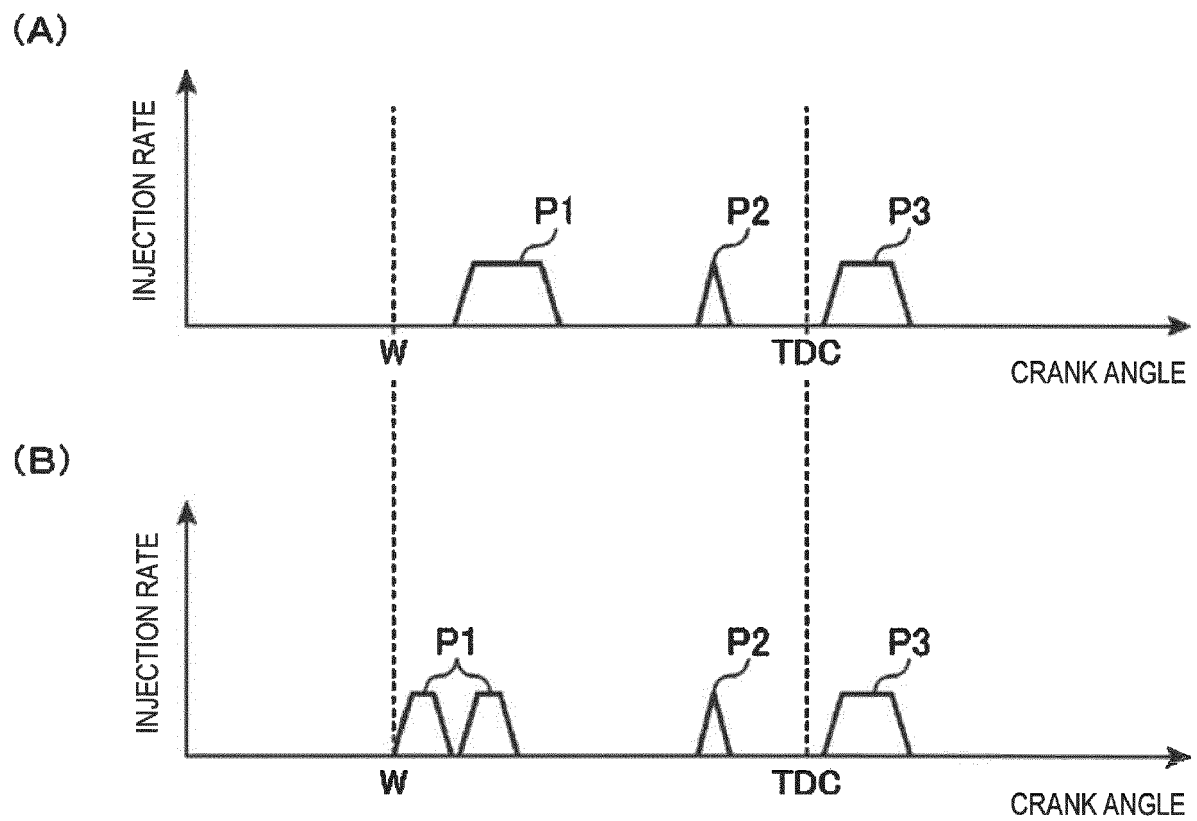 (A)
INJECTION RATE
P1
P2
P3
W
TDC
CRANK ANGLE
(B)
INJECTION RATE
P1
P2
P3
W
TDC
CRANK ANGLE